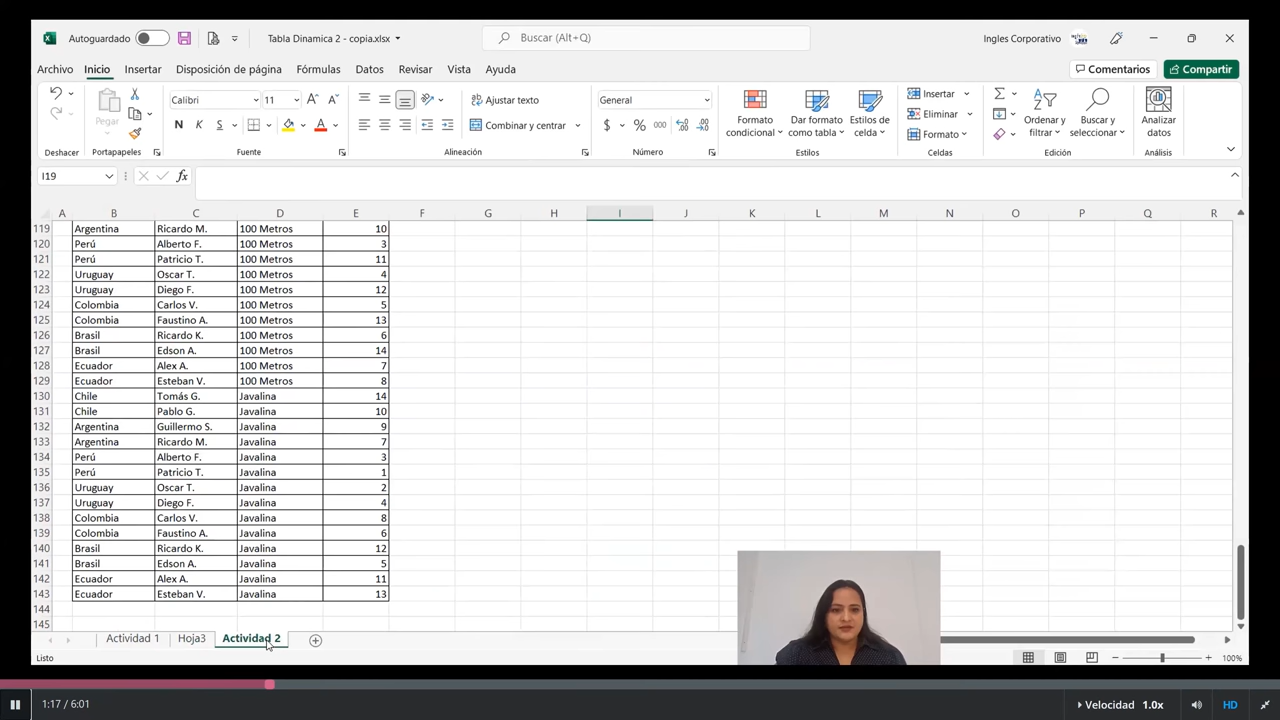 Autoguardado Tabla Dinamica 2 - copia.xlsx Buscar (Alt+Q) Ingles Corporativo
Archivo Inicio Insertar Disposición de página Fórmulas Datos Revisar Vista Ayuda Comentarios Compartir
Pegar
Calibri 11
N K S
Ajustar texto
Combinar y centrar
General
$ % 000
Formato condicional
Dar formato como tabla
Estilos de celda
Insertar
Eliminar
Formato
Ordenar y filtrar
Buscar y seleccionar
Analizar datos
Deshacer Portapapeles Fuente Alineación Número Estilos Celdas Edición Análisis
I19 fx
A B C D E F G H I J K L M N O P Q R
119 Argentina Ricardo M. 100 Metros 10
120 Perú Alberto F. 100 Metros 3
121 Perú Patricio T. 100 Metros 11
122 Uruguay Oscar T. 100 Metros 4
123 Uruguay Diego F. 100 Metros 12
124 Colombia Carlos V. 100 Metros 5
125 Colombia Faustino A. 100 Metros 13
126 Brasil Ricardo K. 100 Metros 6
127 Brasil Edson A. 100 Metros 14
128 Ecuador Alex A. 100 Metros 7
129 Ecuador Esteban V. 100 Metros 8
130 Chile Tomás G. Javalina 14
131 Chile Pablo G. Javalina 10
132 Argentina Guillermo S. Javalina 9
133 Argentina Ricardo M. Javalina 7
134 Perú Alberto F. Javalina 3
135 Perú Patricio T. Javalina 1
136 Uruguay Oscar T. Javalina 2
137 Uruguay Diego F. Javalina 4
138 Colombia Carlos V. Javalina 8
139 Colombia Faustino A. Javalina 6
140 Brasil Ricardo K. Javalina 12
141 Brasil Edson A. Javalina 5
142 Ecuador Alex A. Javalina 11
143 Ecuador Esteban V. Javalina 13
144
145
Actividad 1 Hoja3 Actividad 2
Listo 100%
1:17 / 6:01 Velocidad 1.0x HD